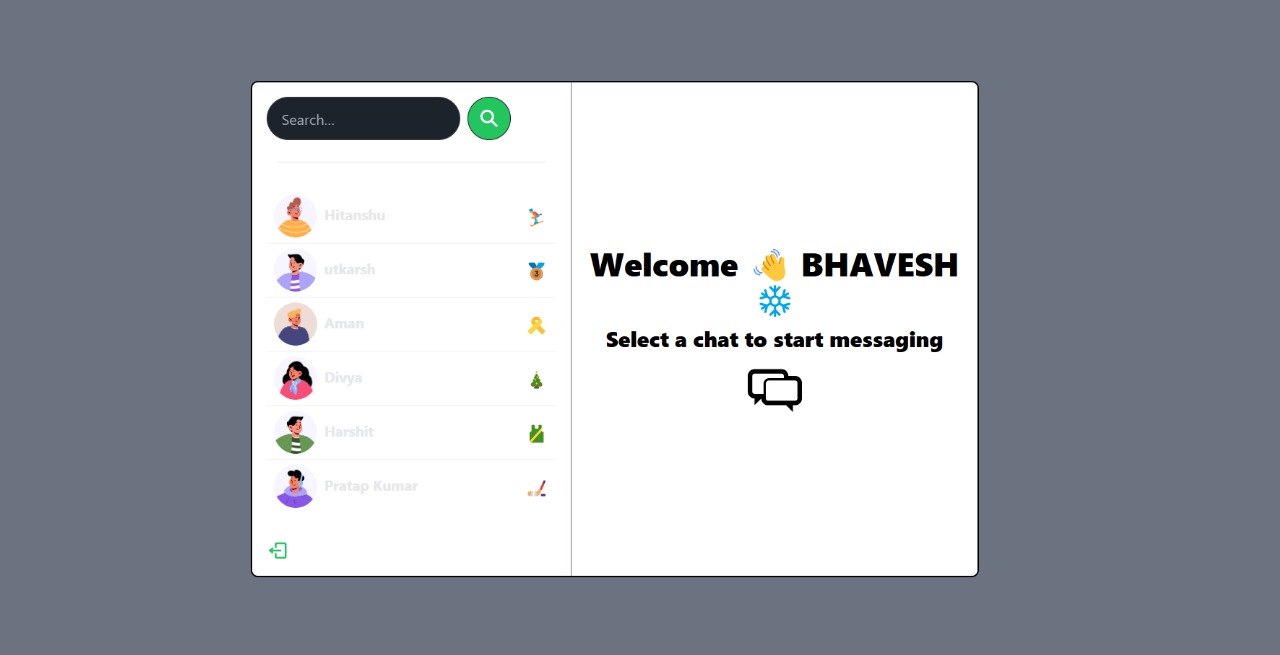 Search...
Hitanshu
utkarsh
Aman
Divya
Harshit
Pratap Kumar
Welcome 👋 BHAVESH
❄
Select a chat to start messaging